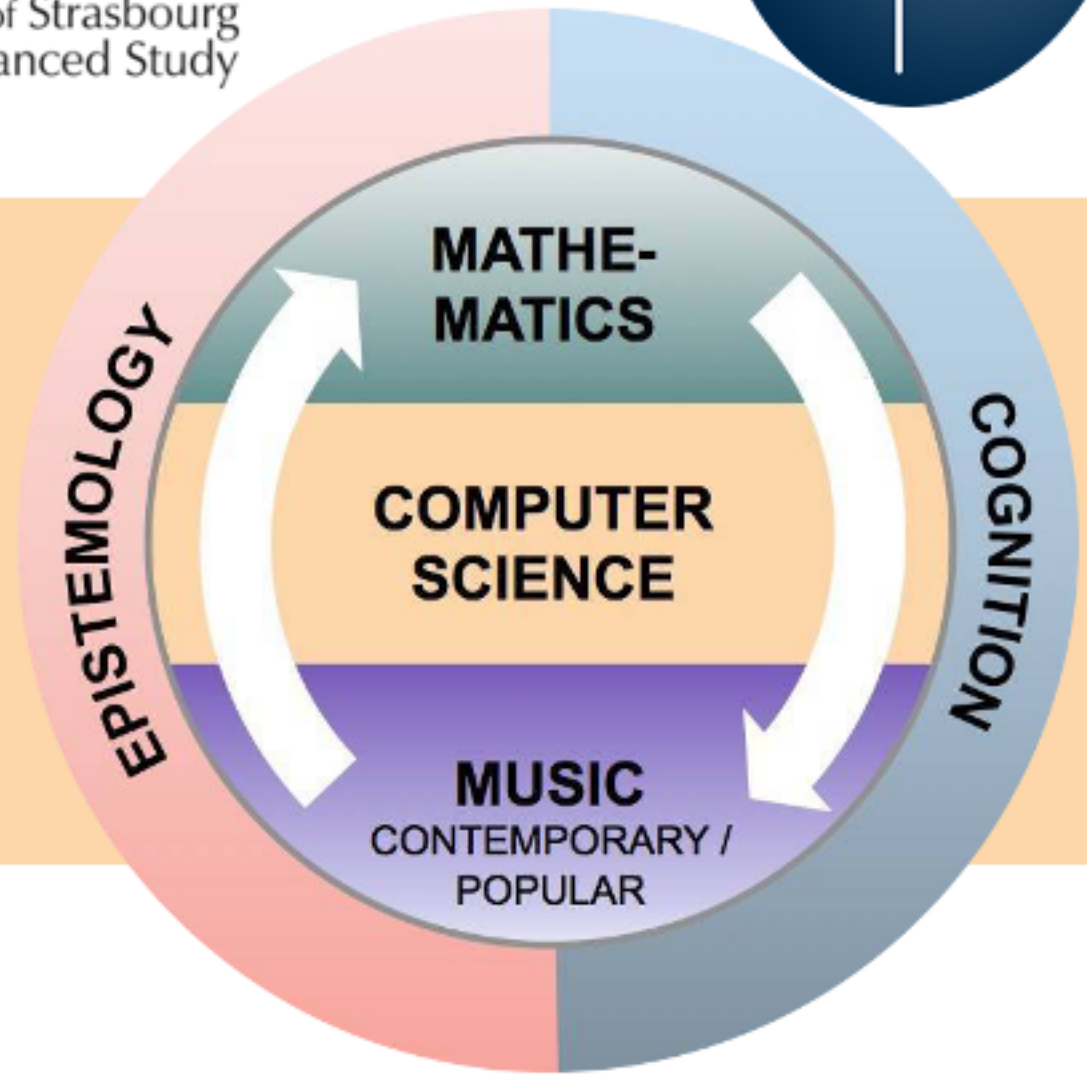 of Strasbourg
anced Study
MATHE-
MATICS
COMPUTER
SCIENCE
MUSIC
CONTEMPORARY /
POPULAR
EPISTEMOLOGY
COGNITION